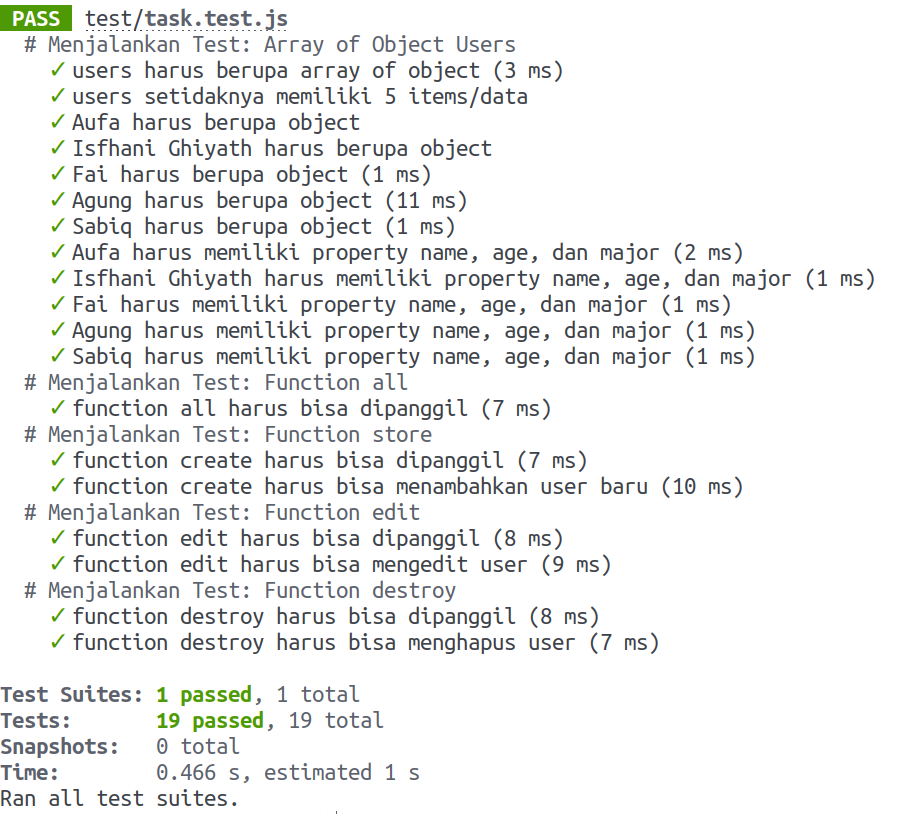 PASS test/task.test.js
# Menjalankan Test: Array of Object Users
✓ users harus berupa array of object (3 ms)
✓ users setidaknya memiliki 5 items/data
✓ Aufa harus berupa object
✓ Isfhani Ghiyath harus berupa object
✓ Fai harus berupa object (1 ms)
✓ Agung harus berupa object (11 ms)
✓ Sabiq harus berupa object (1 ms)
✓ Aufa harus memiliki property name, age, dan major (2 ms)
✓ Isfhani Ghiyath harus memiliki property name, age, dan major (1 ms)
✓ Fai harus memiliki property name, age, dan major (1 ms)
✓ Agung harus memiliki property name, age, dan major (1 ms)
✓ Sabiq harus memiliki property name, age, dan major (1 ms)
# Menjalankan Test: Function all
✓ function all harus bisa dipanggil (7 ms)
# Menjalankan Test: Function store
✓ function create harus bisa dipanggil (7 ms)
✓ function create harus bisa menambahkan user baru (10 ms)
# Menjalankan Test: Function edit
✓ function edit harus bisa dipanggil (8 ms)
✓ function edit harus bisa mengedit user (9 ms)
# Menjalankan Test: Function destroy
✓ function destroy harus bisa dipanggil (8 ms)
✓ function destroy harus bisa menghapus user (7 ms)
Test Suites: 1 passed, 1 total
Tests: 19 passed, 19 total
Snapshots: 0 total
Time: 0.466 s, estimated 1 s
Ran all test suites.